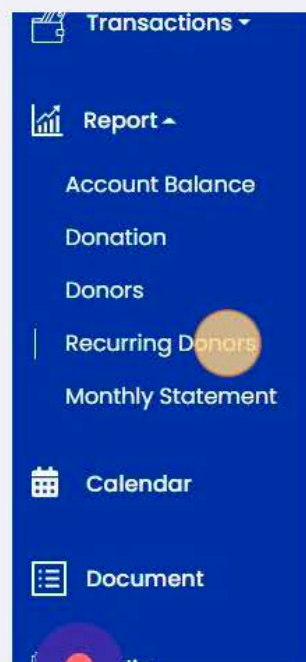 Transactions
Report
Account Balance
Donation
Donors
Recurring Donors
Monthly Statement
Calendar
Document